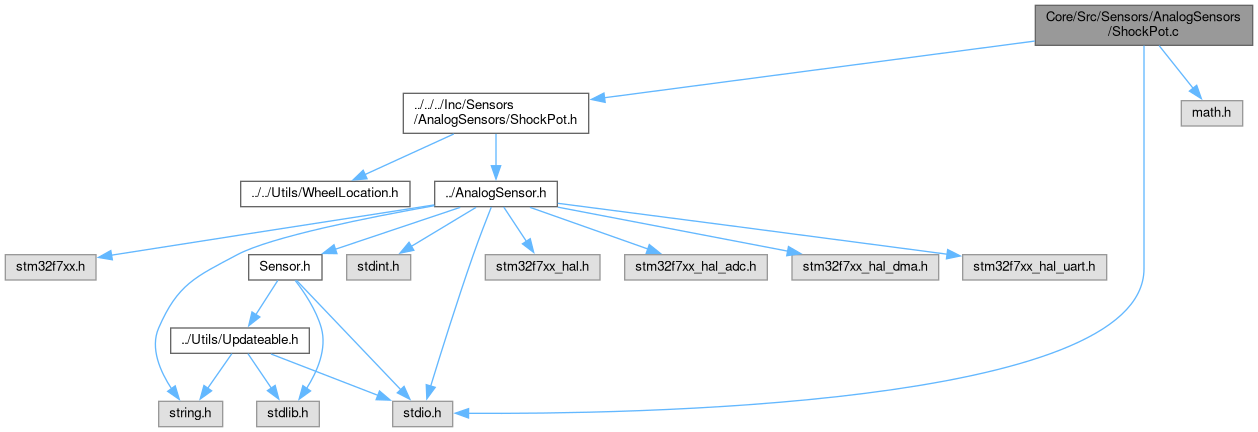 Core/Src/Sensors/AnalogSensors
/ShockPot.c
../../../Inc/Sensors
/AnalogSensors/ShockPot.h
math.h
../../Utils/WheelLocation.h
../AnalogSensor.h
stm32f7xx.h
Sensor.h
stdint.h
stm32f7xx_hal.h
stm32f7xx_hal_adc.h
stm32f7xx_hal_dma.h
stm32f7xx_hal_uart.h
../Utils/Updateable.h
string.h
stdlib.h
stdio.h